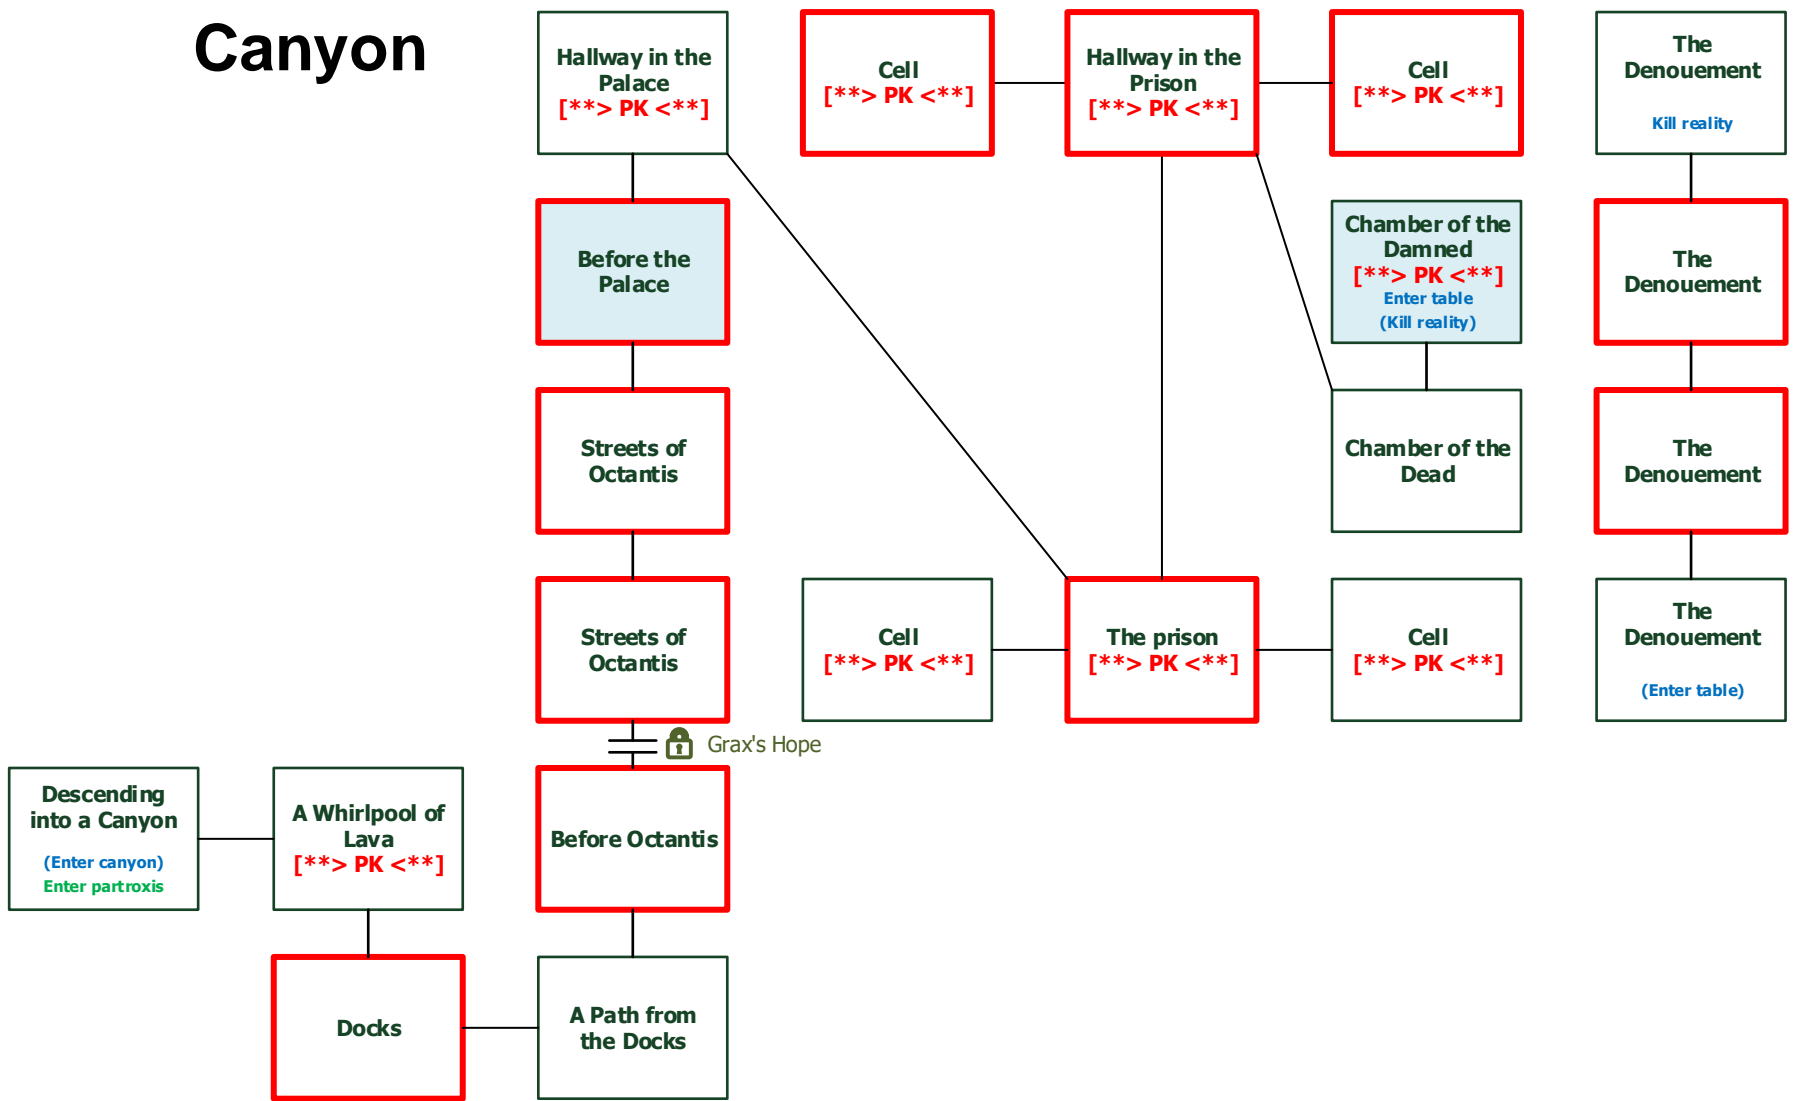 Canyon
Hallway in the
Palace
[**> PK <**]
Cell
[**> PK <**]
Hallway in the
Prison
[**> PK <**]
Cell
[**> PK <**]
The
Denouement
Kill reality
Before the
Palace
Chamber of the
Damned
[**> PK <**]
Enter table
(Kill reality)
The
Denouement
Streets of
Octantis
Chamber of the
Dead
The
Denouement
Streets of
Octantis
Cell
[**> PK <**]
The prison
[**> PK <**]
Cell
[**> PK <**]
The
Denouement
(Enter table)
Grax's Hope
Descending
into a Canyon
(Enter canyon)
Enter partroxis
A Whirlpool of
Lava
[**> PK <**]
Before Octantis
Docks
A Path from
the Docks